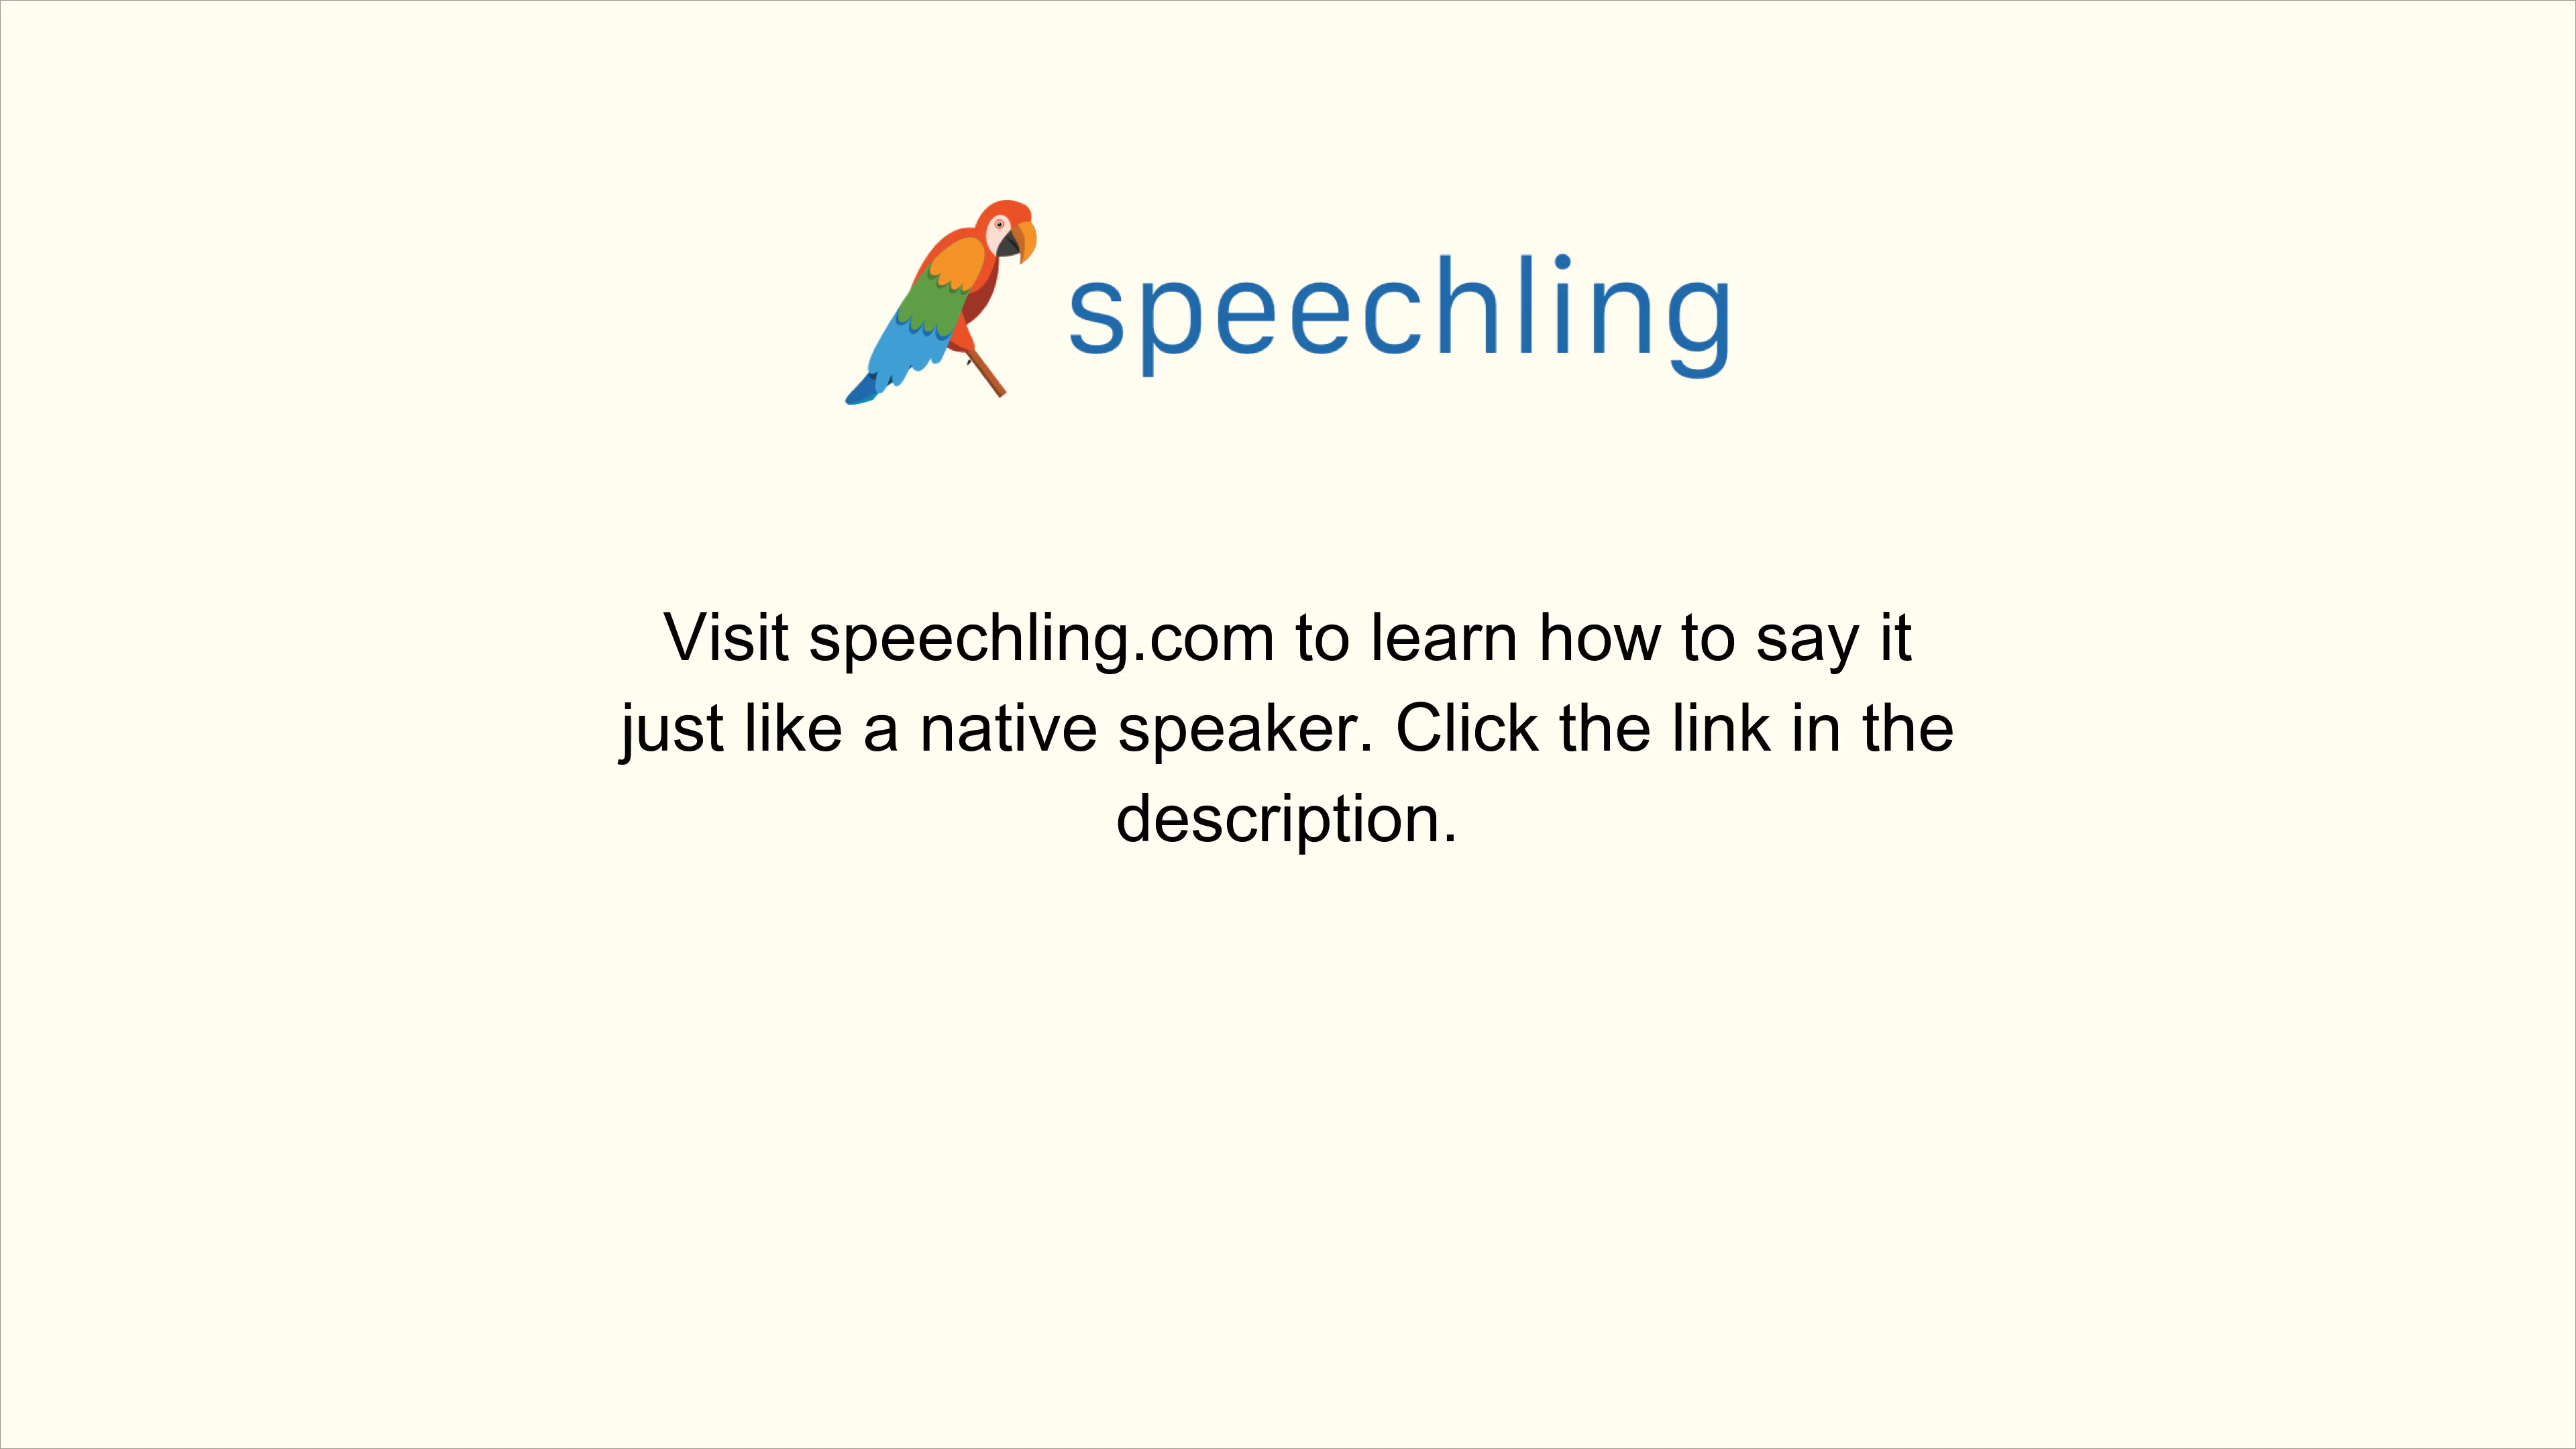 speechling
Visit speechling.com to learn how to say it
just like a native speaker. Click the link in the
description.